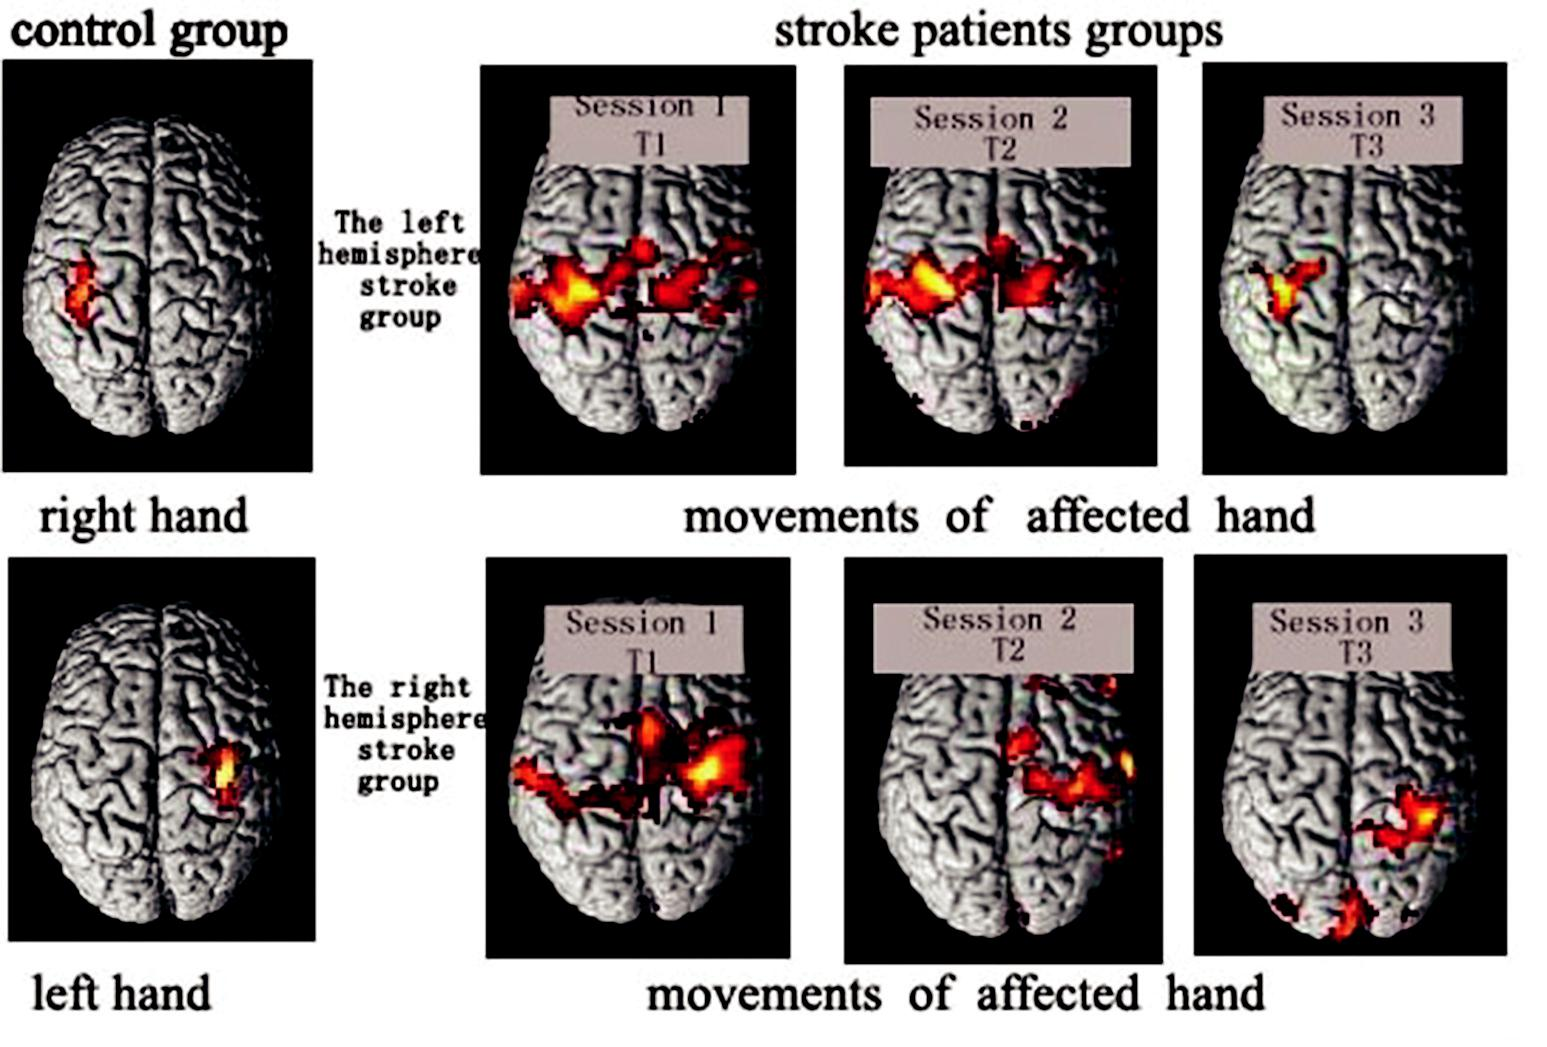 control group
stroke patients groups
Session 1
T1
Session 2
T2
Session 3
T3
The left
hemisphere
stroke
group
right hand
movements of affected hand
Session 1
T1
Session 2
T2
Session 3
T3
The right
hemisphere
stroke
group
left hand
movements of affected hand